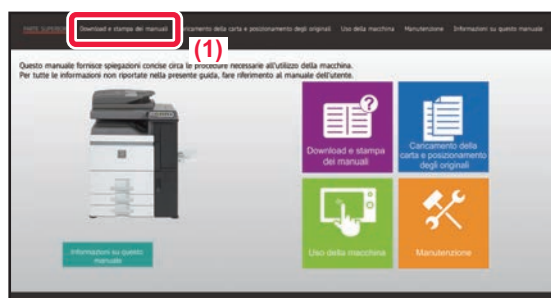 PARTE SUPERIORE Download e stampa dei manuali Caricamento della carta e posizionamento degli originali Uso della macchina Manutenzione Informazioni su questo manuale
(1)
Questo manuale fornisce spiegazioni concise circa le procedure necessarie all'utilizzo della macchina.
Per tutte le informazioni non riportate nella presente guida, fare riferimento al manuale dell'utente.
Download e stampa
dei manuali
Caricamento della
carta e posizionamento
degli originali
Informazioni su questo
manuale
Uso della macchina
Manutenzione